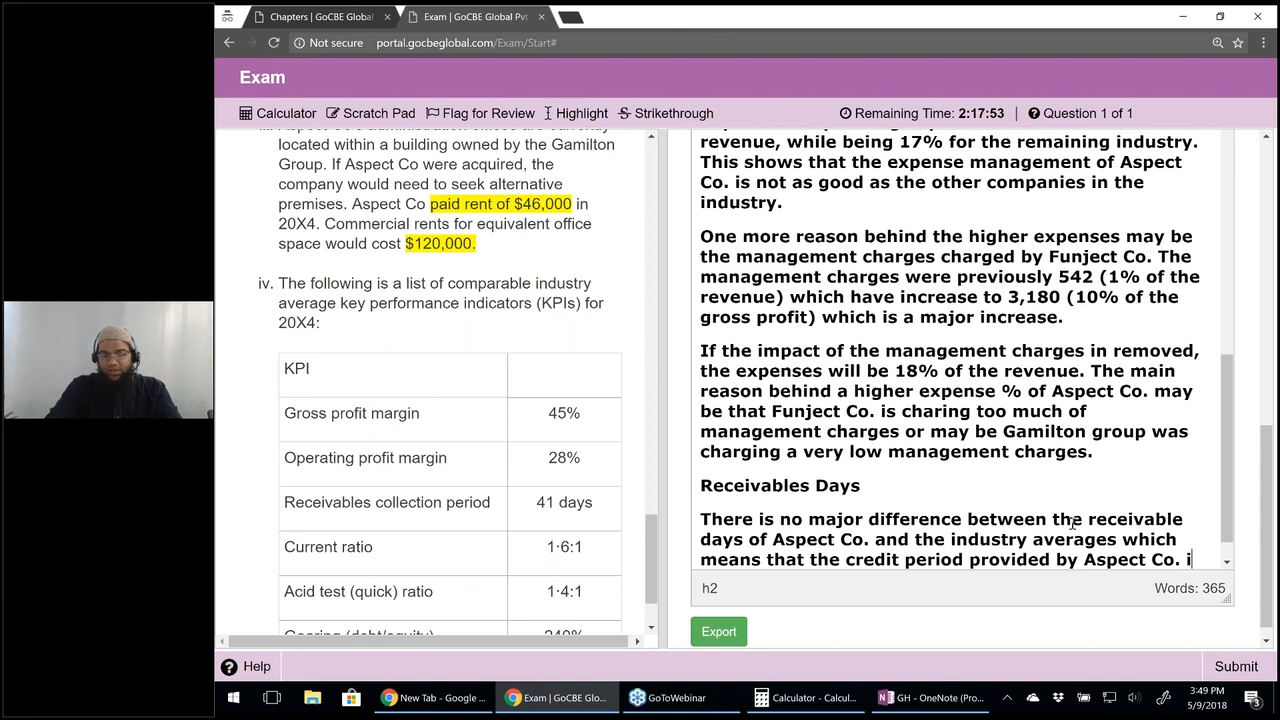 Chapters | GoCBE Global
Exam | GoCBE Global Pvt
Not secure
portal.gocbeglobal.com/Exam/Start#
Exam
Calculator
Scratch Pad
Flag for Review
Highlight
Strikethrough
Remaining Time: 2:17:53
Question 1 of 1
located within a building owned by the Gamilton
Group. If Aspect Co were acquired, the
company would need to seek alternative
premises. Aspect Co paid rent of $46,000 in
20X4. Commercial rents for equivalent office
space would cost $120,000.
iv. The following is a list of comparable industry
average key performance indicators (KPIs) for
20X4:
KPI
Gross profit margin 45%
Operating profit margin 28%
Receivables collection period 41 days
Current ratio 1·6:1
Acid test (quick) ratio 1·4:1
Gearing (debt/equity) 240%
revenue, while being 17% for the remaining industry.
This shows that the expense management of Aspect
Co. is not as good as the other companies in the
industry.
One more reason behind the higher expenses may be
the management charges charged by Funject Co. The
management charges were previously 542 (1% of the
revenue) which have increase to 3,180 (10% of the
gross profit) which is a major increase.
If the impact of the management charges in removed,
the expenses will be 18% of the revenue. The main
reason behind a higher expense % of Aspect Co. may
be that Funject Co. is charing too much of
management charges or may be Gamilton group was
charging a very low management charges.
Receivables Days
There is no major difference between the receivable
days of Aspect Co. and the industry averages which
means that the credit period provided by Aspect Co. i
h2
Words: 365
Export
Help
Submit
New Tab - Google ...
Exam | GoCBE Glo...
GoToWebinar
Calculator - Calcul...
GH - OneNote (Pro...
3:49 PM
5/9/2018
3